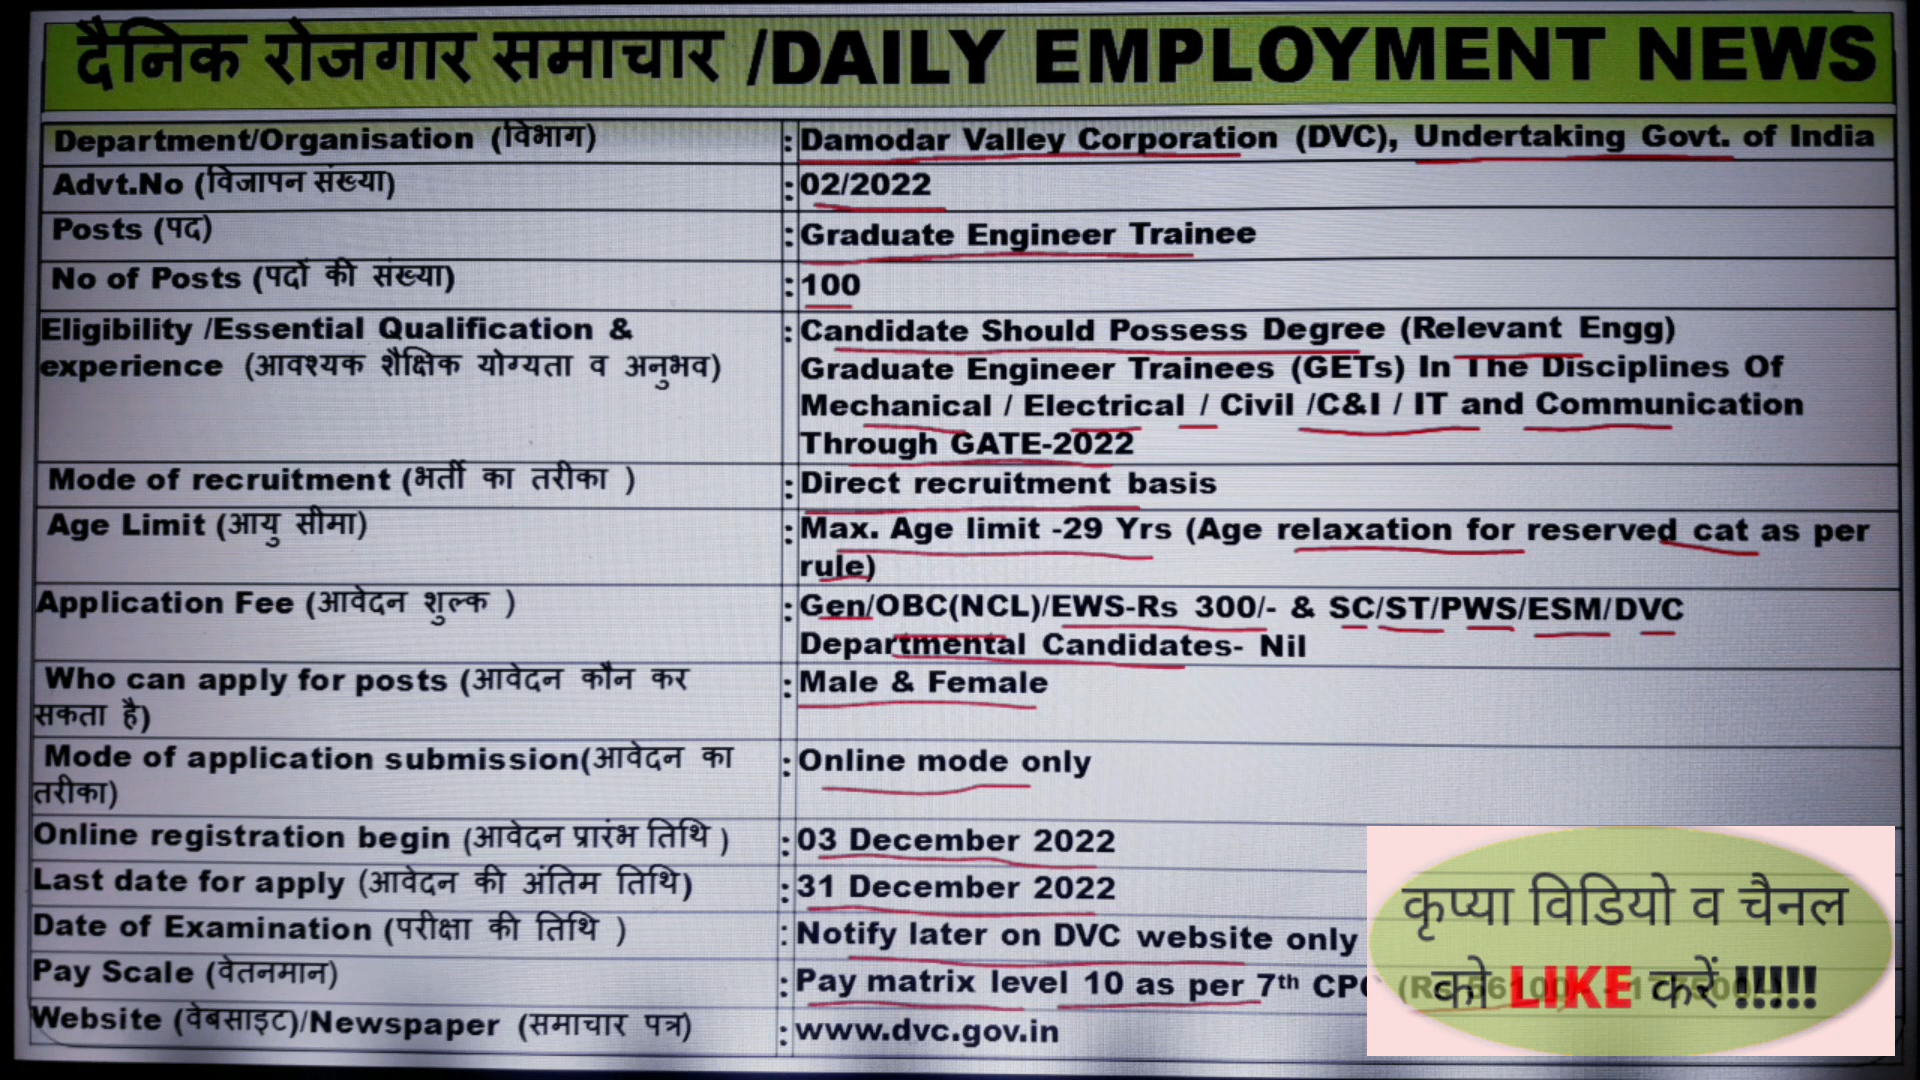 दैनिक रोजगार समाचार /DAILY EMPLOYMENT NEWS
Department/Organisation (विभाग) : Damodar Valley Corporation (DVC), Undertaking Govt. of India
Advt.No (विज्ञापन संख्या) : 02/2022
Posts (पद) : Graduate Engineer Trainee
No of Posts (पदों की संख्या) : 100
Eligibility /Essential Qualification & : Candidate Should Possess Degree (Relevant Engg)
experience (आवश्यक शैक्षिक योग्यता व अनुभव) Graduate Engineer Trainees (GETs) In The Disciplines Of
Mechanical / Electrical / Civil /C&I / IT and Communication
Through GATE-2022
Mode of recruitment (भर्ती का तरीका ) : Direct recruitment basis
Age Limit (आयु सीमा) : Max. Age limit -29 Yrs (Age relaxation for reserved cat as per
rule)
Application Fee (आवेदन शुल्क ) : Gen/OBC(NCL)/EWS-Rs 300/- & SC/ST/PWS/ESM/DVC
Departmental Candidates- Nil
Who can apply for posts (आवेदन कौन कर : Male & Female
सकता है)
Mode of application submission(आवेदन का : Online mode only
तरीका)
Online registration begin (आवेदन प्रारंभ तिथि ) : 03 December 2022
Last date for apply (आवेदन की अंतिम तिथि) : 31 December 2022
Date of Examination (परीक्षा की तिथि ) : Notify later on DVC website only
Pay Scale (वेतनमान) : Pay matrix level 10 as per 7th CPC
Website (वेबसाइट)/Newspaper (समाचार पत्र) : www.dvc.gov.in
कृप्या विडियो व चैनल
को LIKE करें !!!!!